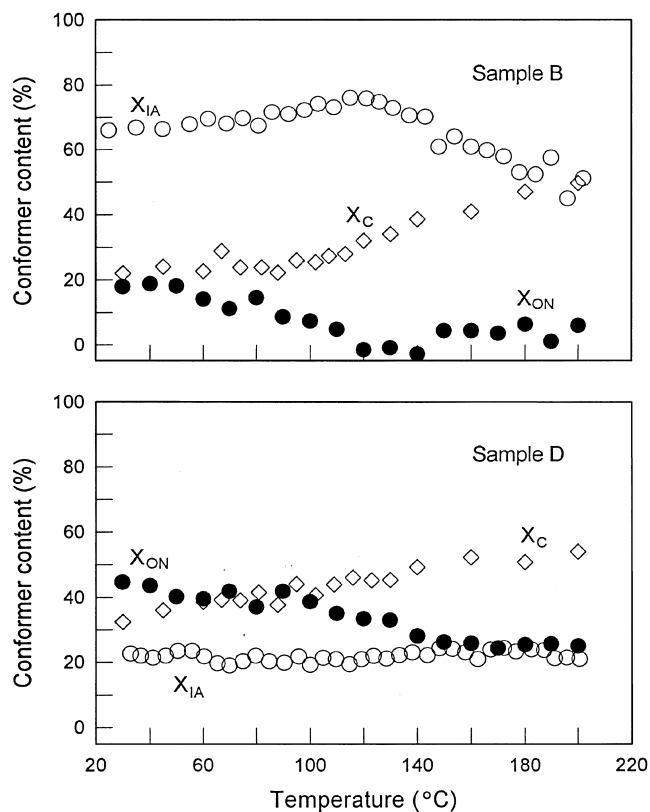 100
80
60
40
20
0
Conformer content (%)
Sample B
X_IA
X_C
X_ON
100
80
60
40
20
0
Conformer content (%)
Sample D
X_ON
X_C
X_IA
20 60 100 140 180 220
Temperature (°C)